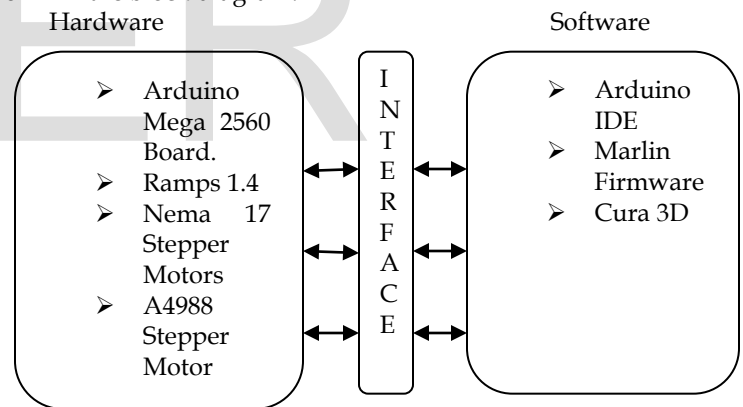 Hardware
Software
➢ Arduino
Mega 2560
Board.
➢ Ramps 1.4
➢ Nema 17
Stepper
Motors
➢ A4988
Stepper
Motor
I
N
T
E
R
F
A
C
E
➢ Arduino
IDE
➢ Marlin
Firmware
➢ Cura 3D